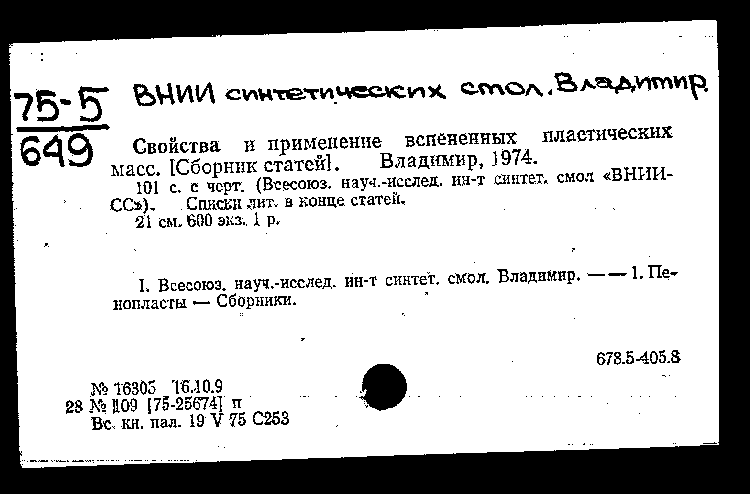 75-5
649
ВНИИ синтетических смол. Владимир.
Свойства и применение вспененных пластических
масс. [Сборник статей]. Владимир, 1974.
101 с. с черт. (Всесоюз. науч.-исслед. ин-т синтет. смол «ВНИИ-
СС»). Списки лит. в конце статей.
21 см. 600 экз. 1 р.
I. Всесоюз. науч.-исслед. ин-т синтет. смол. Владимир. — — 1. Пе-
нопласты — Сборники.
678.5-405.8
№ 16305 16.10.9
28 № 1109 [75-25674] п
Вс. кн. пал. 19 V 75 С253